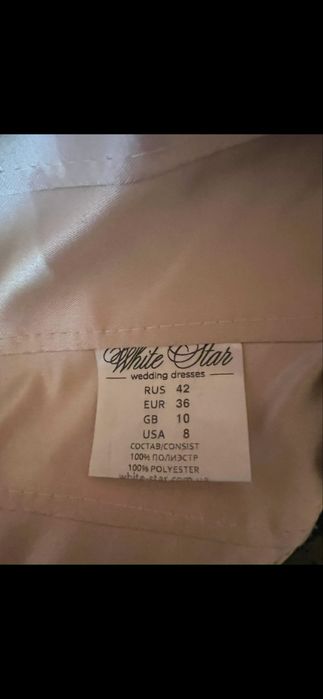 White Star
wedding dresses
RUS 42
EUR 36
GB 10
USA 8
СОСТАВ/CONSIST
100% ПОЛИЭСТР
100% POLYESTER
white-star.com.ua